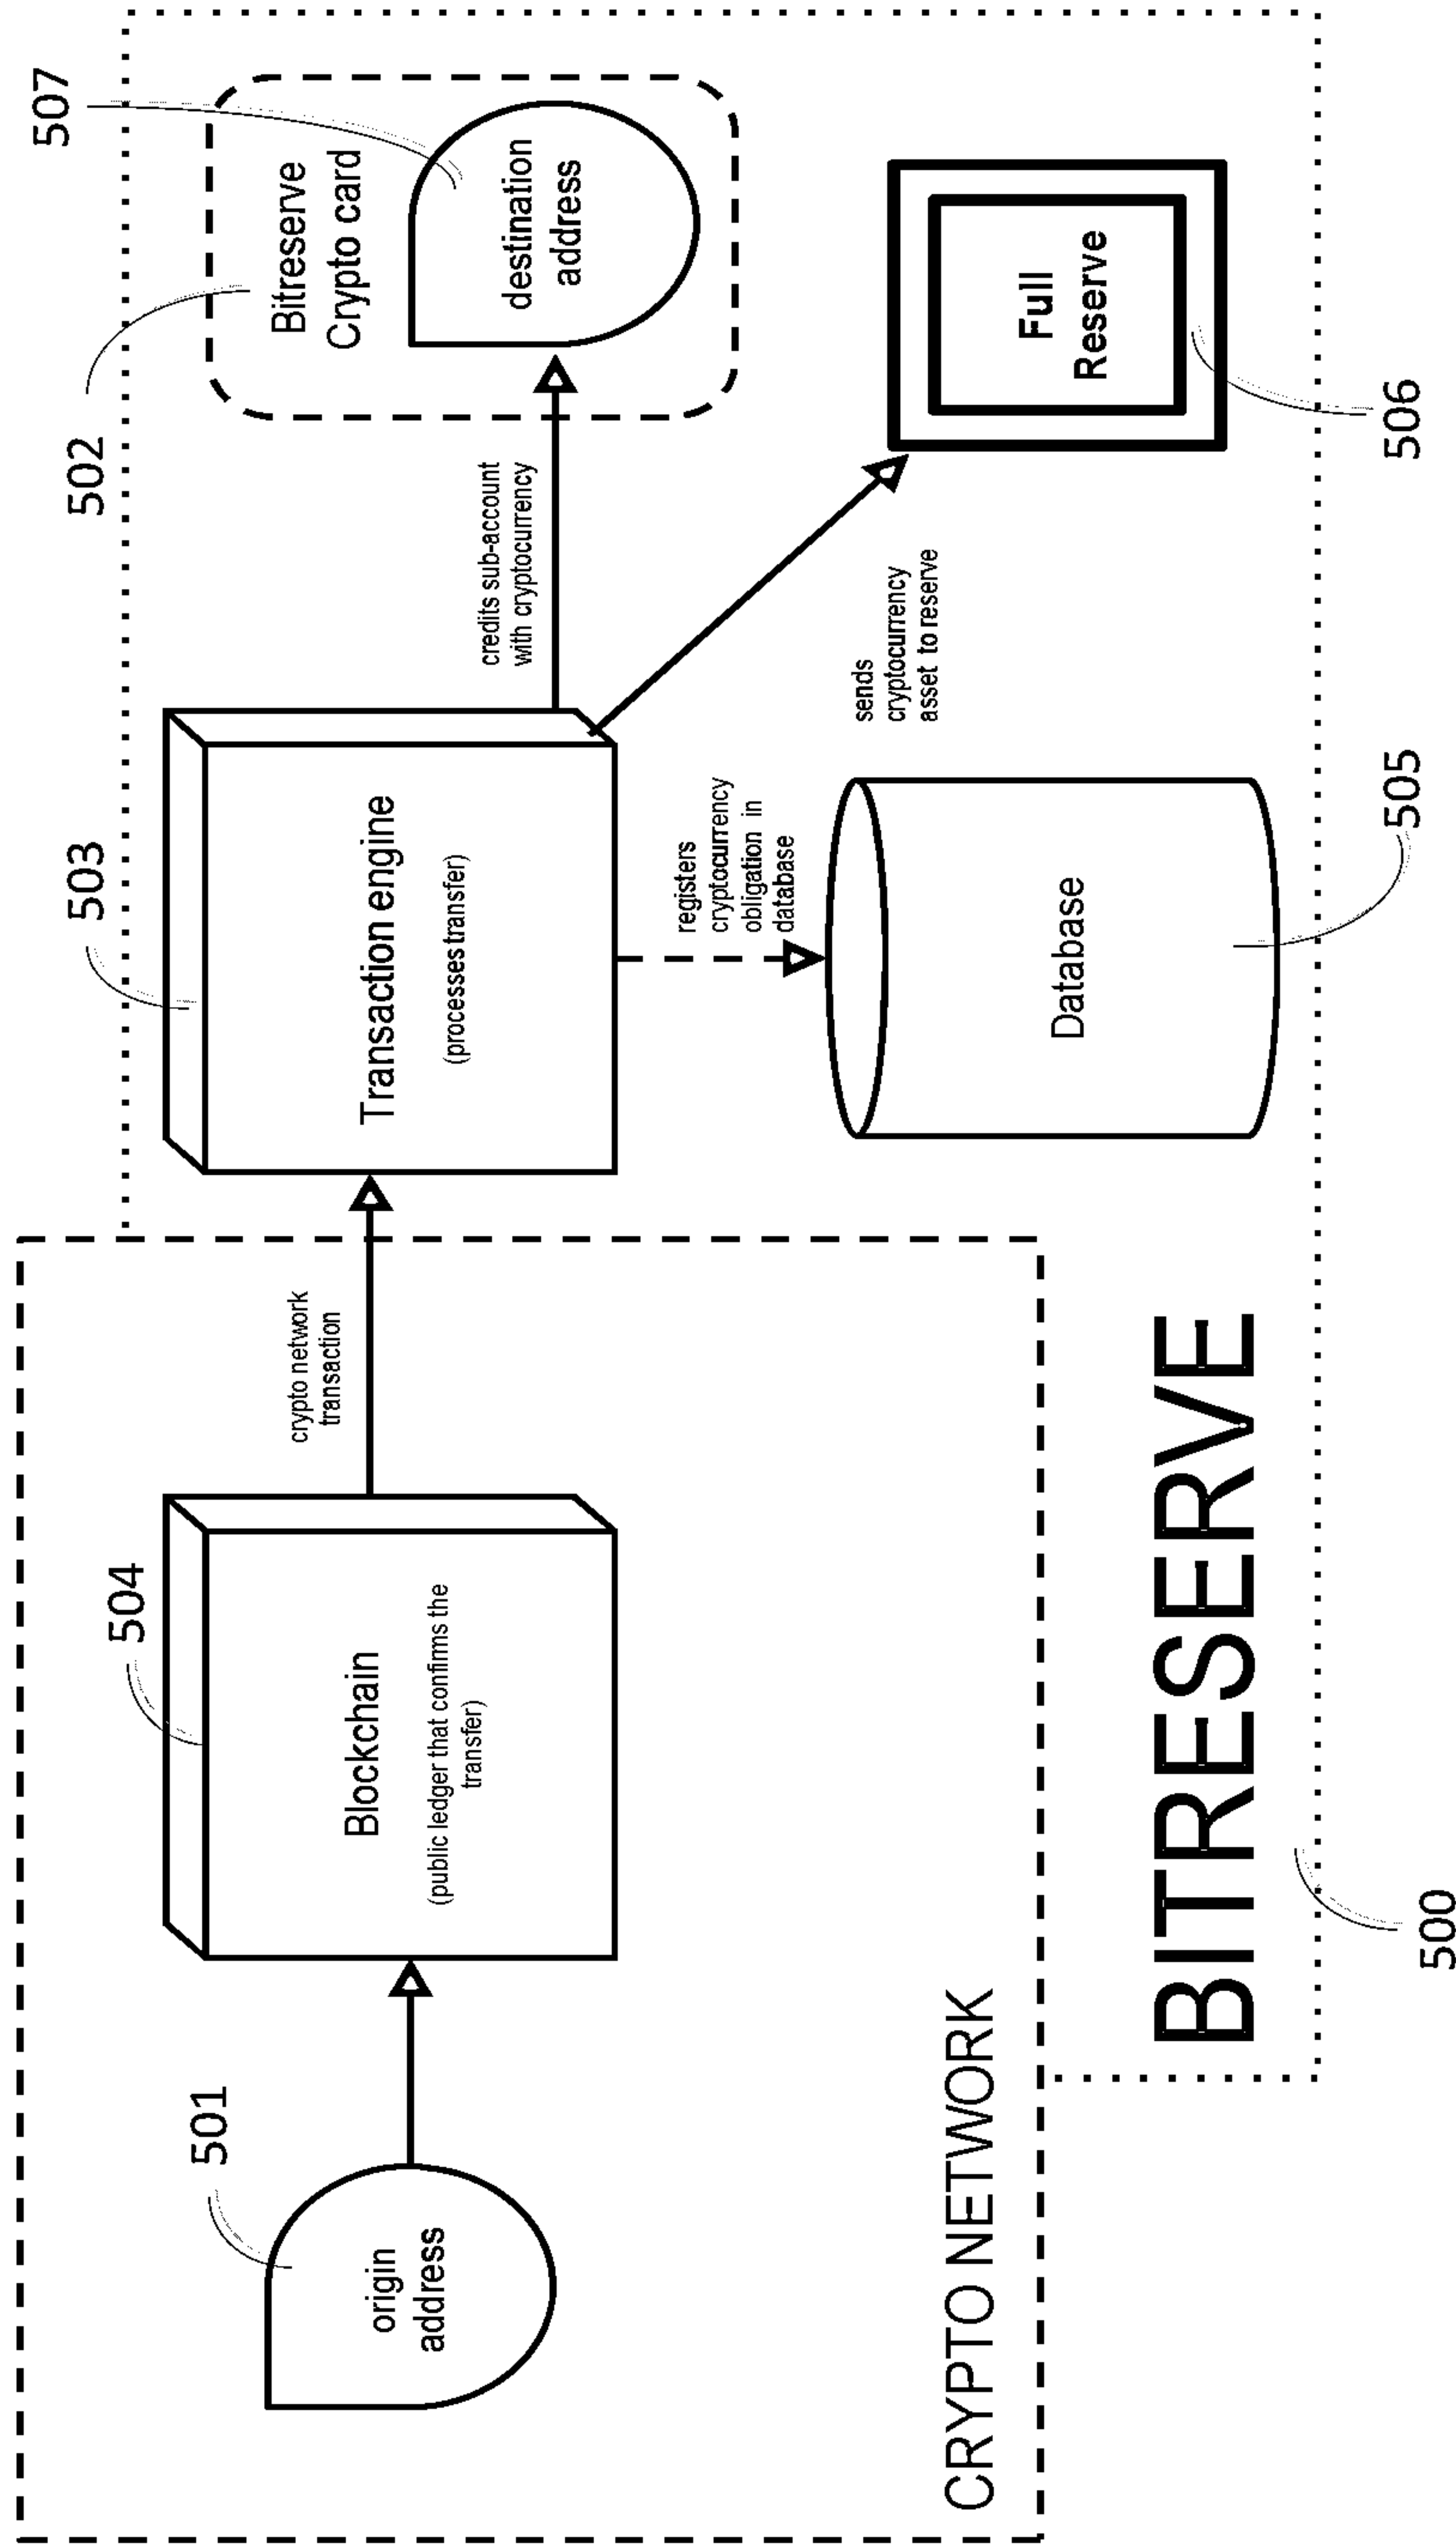 501
origin
address
504
Blockchain
(public ledger that confirms the
transfer)
crypto network
transaction
CRYPTO NETWORK
503
Transaction engine
(processes transfer)
registers
cryptocurrency
obligation in
database
Database
505
credits sub-account
with cryptocurrency
sends
cryptocurrency
asset to reserve
502
507
Bitreserve
Crypto card
destination
address
Full
Reserve
506
BITRESERVE
500